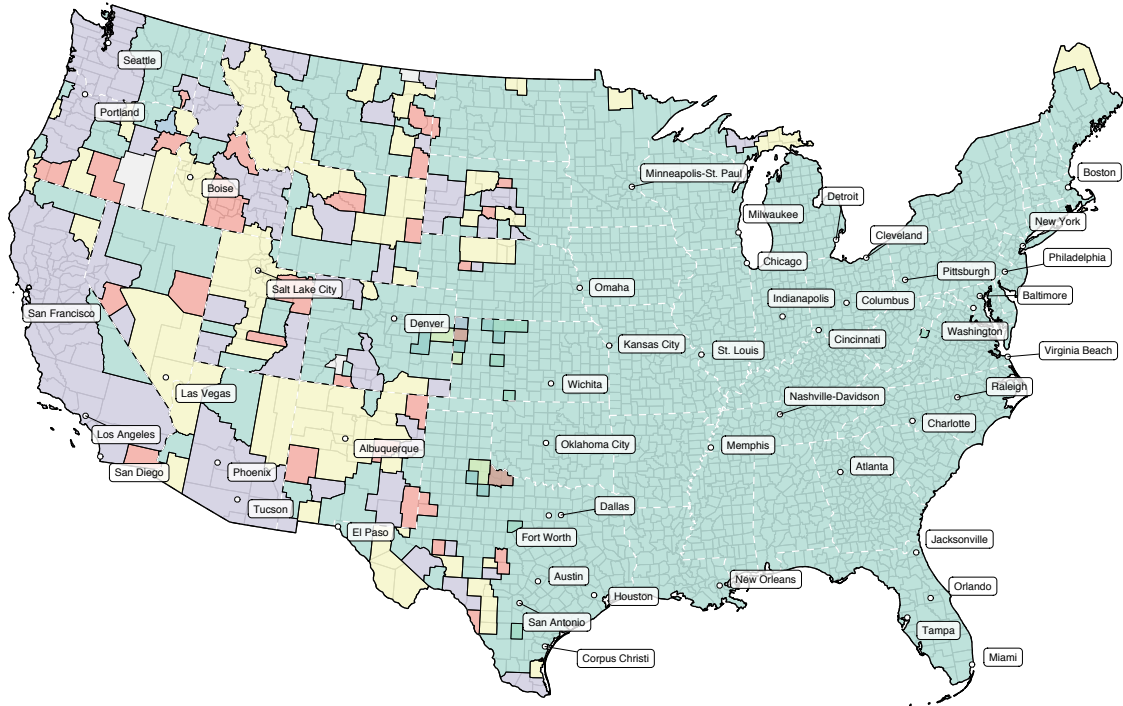 Seattle
Portland
Boston
Minneapolis-St. Paul
Boise
Detroit
Milwaukee
New York
Cleveland
Philadelphia
Chicago
Pittsburgh
Salt Lake City
Omaha
Indianapolis
Columbus
Baltimore
San Francisco
Denver
Washington
Cincinnati
Kansas City
St. Louis
Virginia Beach
Wichita
Raleigh
Las Vegas
Nashville-Davidson
Charlotte
Los Angeles
Albuquerque
Oklahoma City
Memphis
Atlanta
San Diego
Phoenix
Tucson
Dallas
El Paso
Fort Worth
Jacksonville
Austin
New Orleans
Orlando
Houston
San Antonio
Tampa
Corpus Christi
Miami